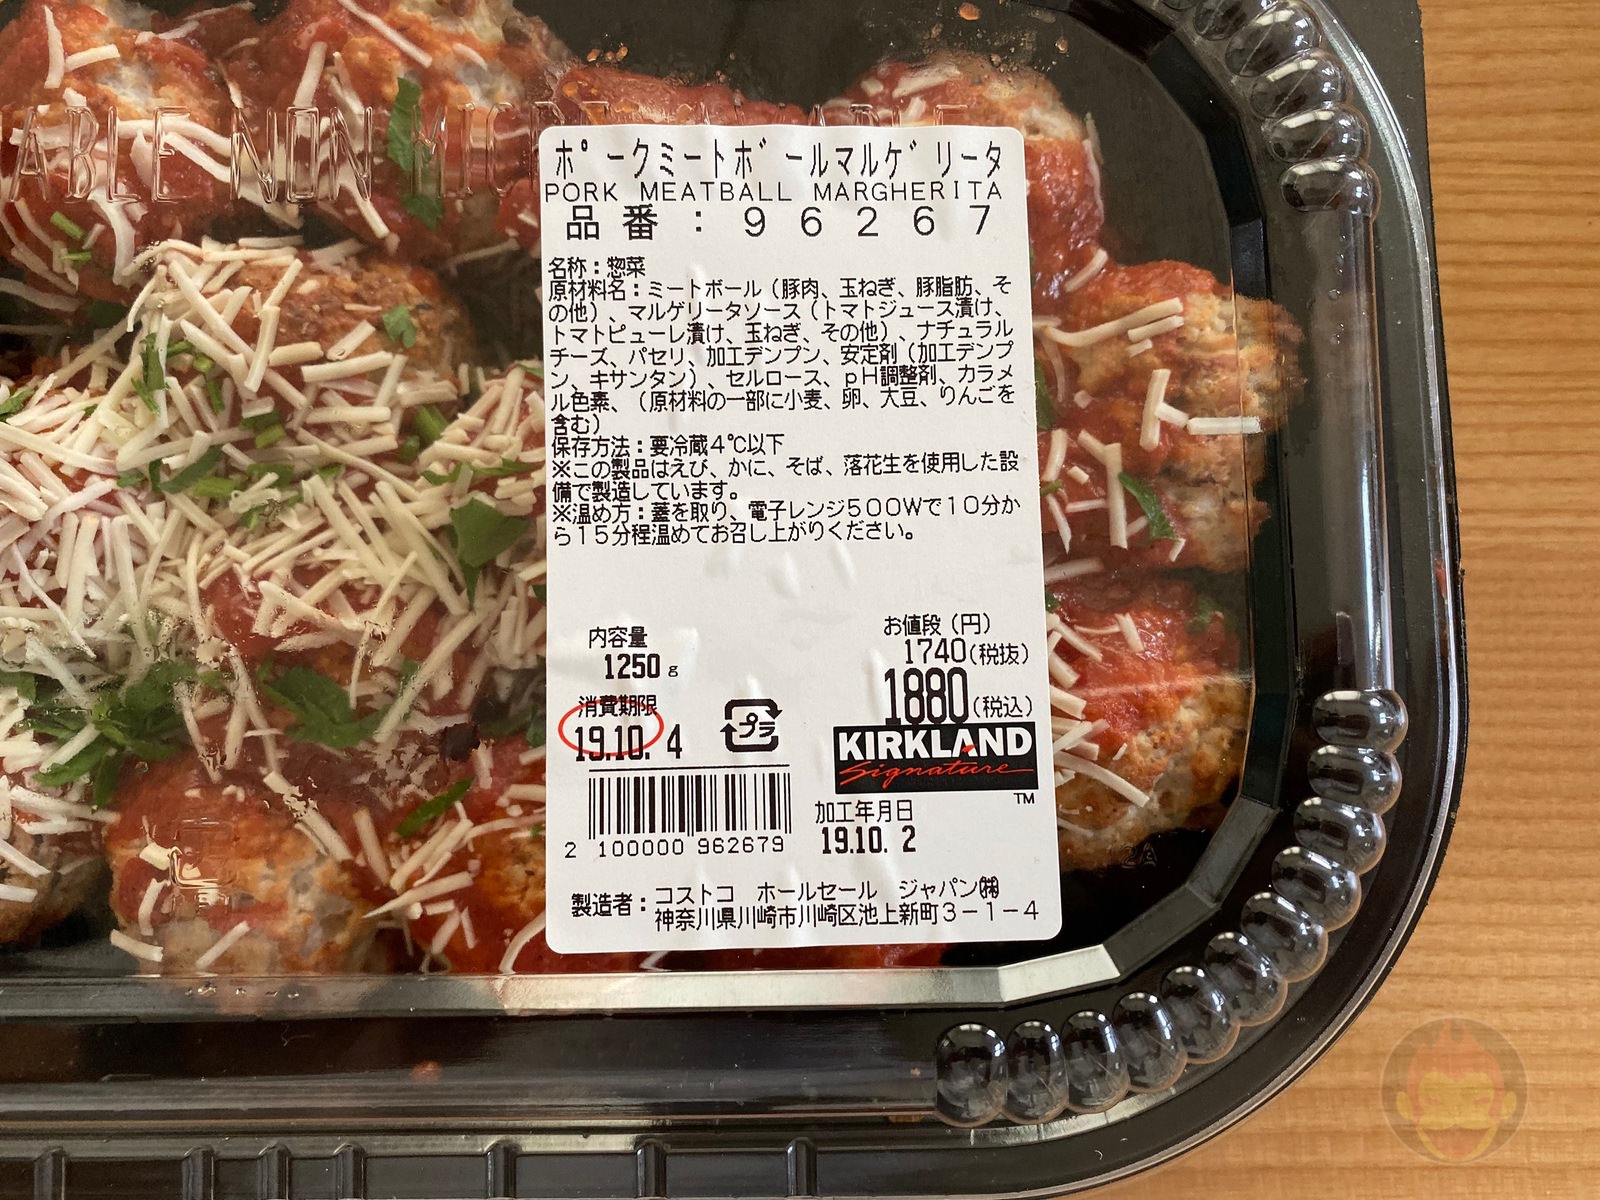 ABLE NON MICR
ポークミートボールマルゲリータ
PORK MEATBALL MARGHERITA
品番：96267
名称：惣菜
原材料名：ミートボール（豚肉、玉ねぎ、豚脂肪、そ
の他）、マルゲリータソース（トマトジュース漬け、
トマトピューレ漬け、玉ねぎ、その他）、ナチュラル
チーズ、パセリ、加工デンプン、安定剤（加工デンプ
ン、キサンタン）、セルロース、pH調整剤、カラメ
ル色素、（原材料の一部に小麦、卵、大豆、りんごを
含む）
保存方法：要冷蔵4℃以下
※この製品はえび、かに、そば、落花生を使用した設
備で製造しています。
※温め方：蓋を取り、電子レンジ500Wで10分か
ら15分程温めてお召し上がりください。
内容量
1250g
お値段（円）
1740(税抜)
1880(税込)
消費期限
19.10. 4
プラ
KIRKLAND
Signature
TM
2 100000 962679
加工年月日
19.10. 2
製造者：コストコ ホールセール ジャパン㈱
神奈川県川崎市川崎区池上新町3－1－4